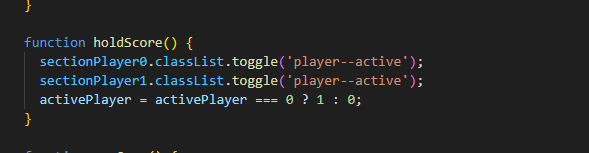 }
function holdScore() {
sectionPlayer0.classList.toggle('player--active');
sectionPlayer1.classList.toggle('player--active');
activePlayer = activePlayer === 0 ? 1 : 0;
}